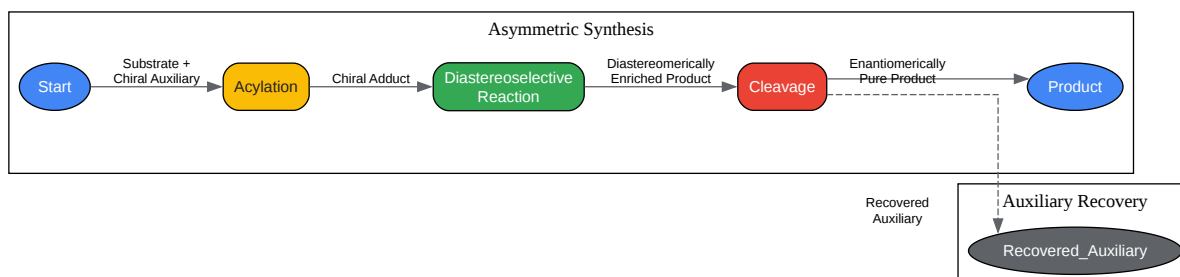 Asymmetric Synthesis
Start
Substrate +
Chiral Auxiliary
Acylation
Chiral Adduct
Diastereoselective
Reaction
Diastereomerically
Enriched Product
Cleavage
Enantiomerically
Pure Product
Product
Recovered
Auxiliary
Auxiliary Recovery
Recovered_Auxiliary